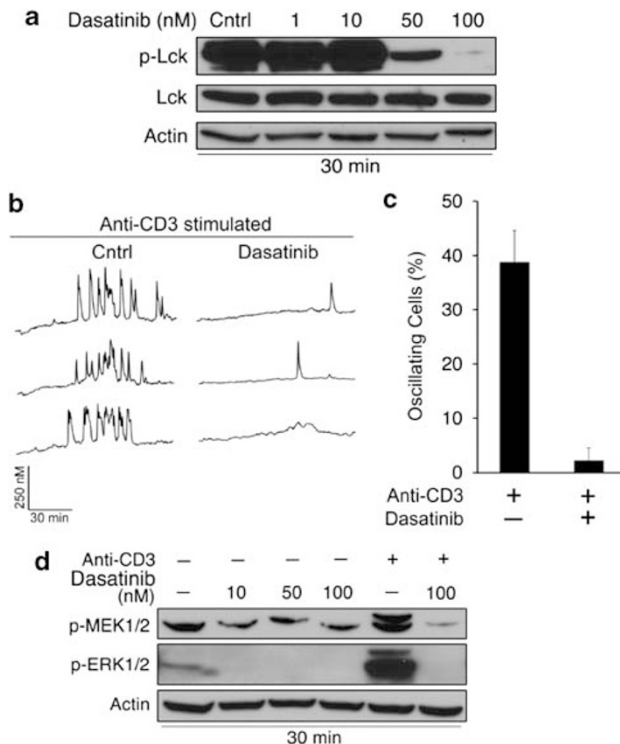 a
Dasatinib (nM) Cntrl 1 10 50 100
p-Lck
Lck
Actin
30 min
b
Anti-CD3 stimulated
Cntrl Dasatinib
250 nM
30 min
c
50
40
30
20
10
0
Oscillating Cells (%)
Anti-CD3 + +
Dasatinib — +
d
Anti-CD3 — — — — + +
Dasatinib (nM) — 10 50 100 — 100
p-MEK1/2
p-ERK1/2
Actin
30 min